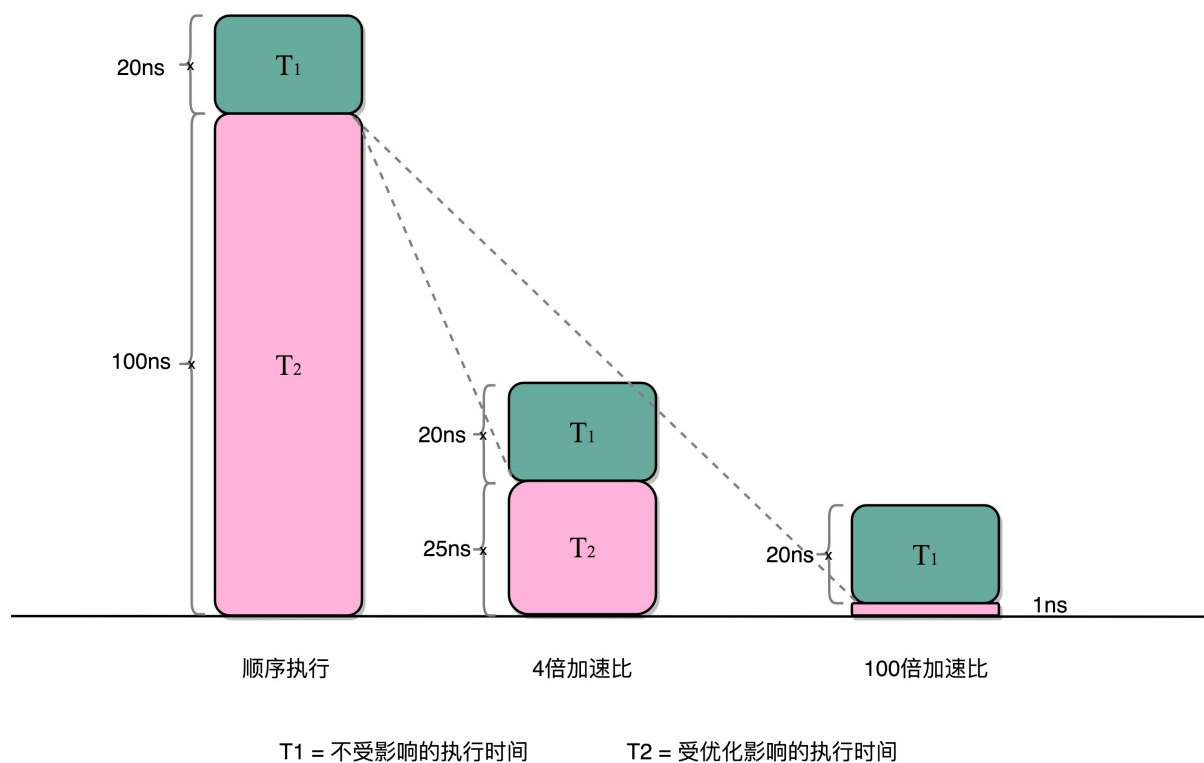 20ns
T1
100ns
T2
20ns
T1
25ns
T2
20ns
T1
1ns
顺序执行
4倍加速比
100倍加速比
T1 = 不受影响的执行时间
T2 = 受优化影响的执行时间